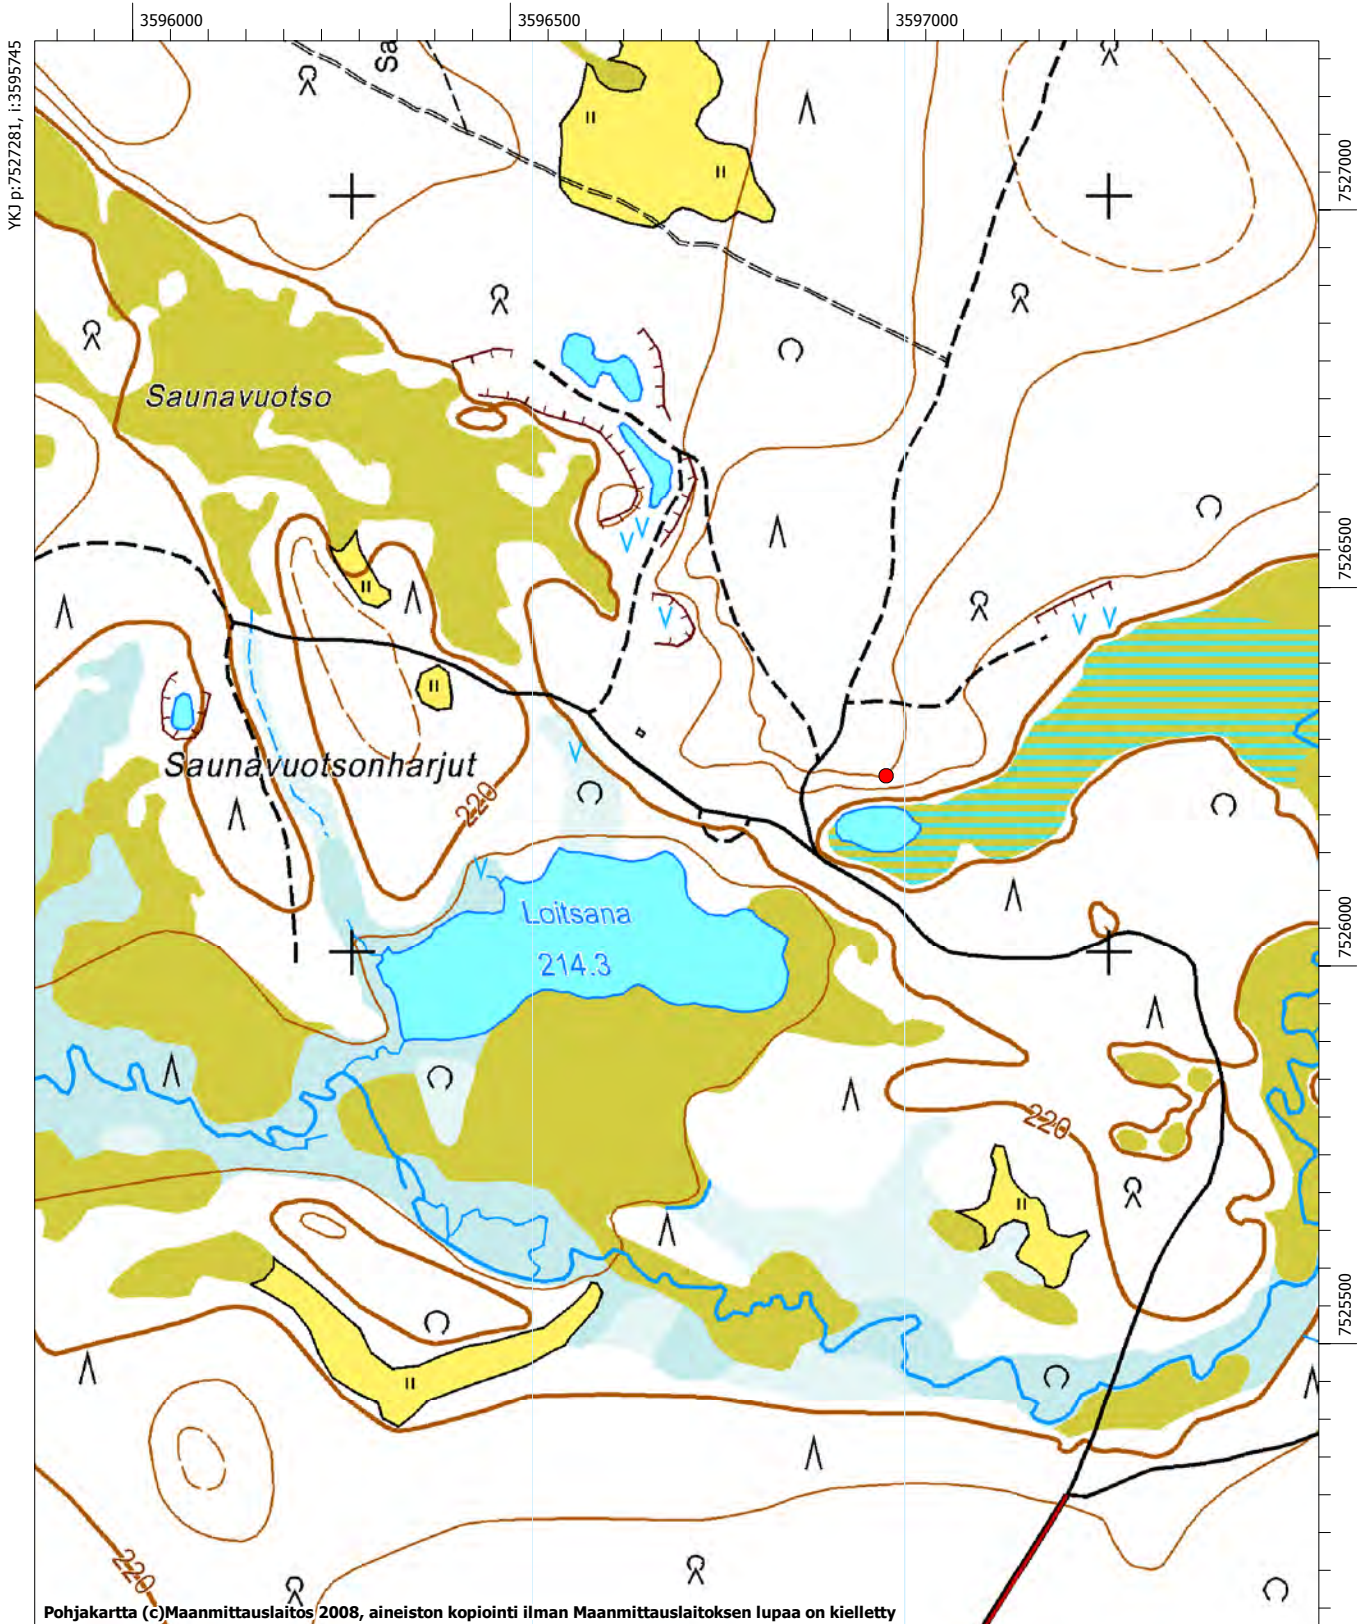 3596000
3596500
3597000
YKJ p:7527281, i:3595745
Sa
7527000
Saunavuotso
7526500
Saunavuotsonharjut
220
Loitsana
214.3
7526000
220
7525500
220
Pohjakartta (c)Maanmittauslaitos 2008, aineiston kopiointi ilman Maanmittauslaitoksen lupaa on kielletty